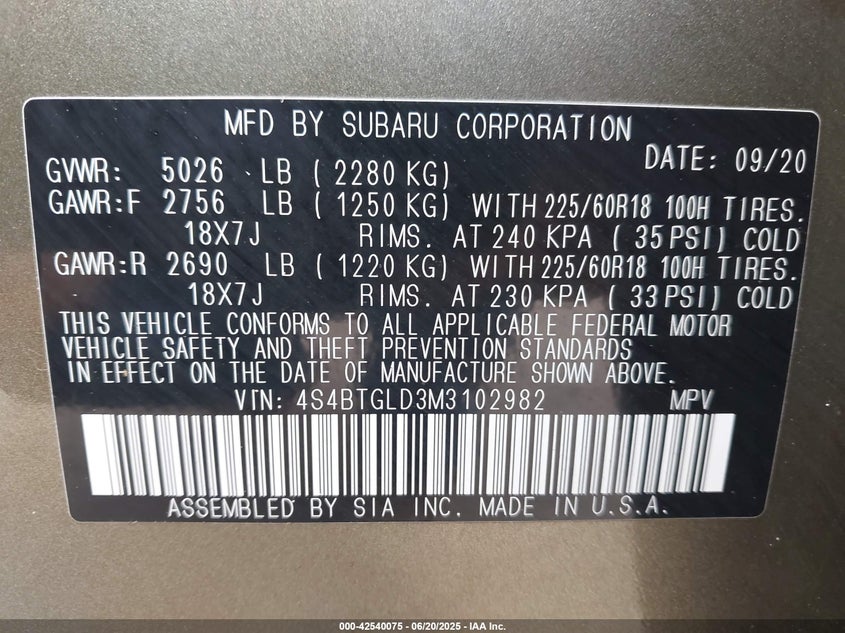 MFD BY SUBARU CORPORATION
DATE: 09/20
GVWR: 5026 LB ( 2280 KG)
GAWR:F 2756 LB ( 1250 KG) WITH 225/60R18 100H TIRES.
18X7J RIMS. AT 240 KPA ( 35 PSI) COLD
GAWR:R 2690 LB ( 1220 KG) WITH 225/60R18 100H TIRES.
18X7J RIMS. AT 230 KPA ( 33 PSI) COLD
THIS VEHICLE CONFORMS TO ALL APPLICABLE FEDERAL MOTOR
VEHICLE SAFETY AND THEFT PREVENTION STANDARDS
IN EFFECT ON THE DATE OF MANUFACTURE SHOWN ABOVE.
VIN: 4S4BTGLD3M3102982 MPV
ASSEMBLED BY SIA INC. MADE IN U.S.A.
000-42540075 - 06/20/2025 - IAA Inc.